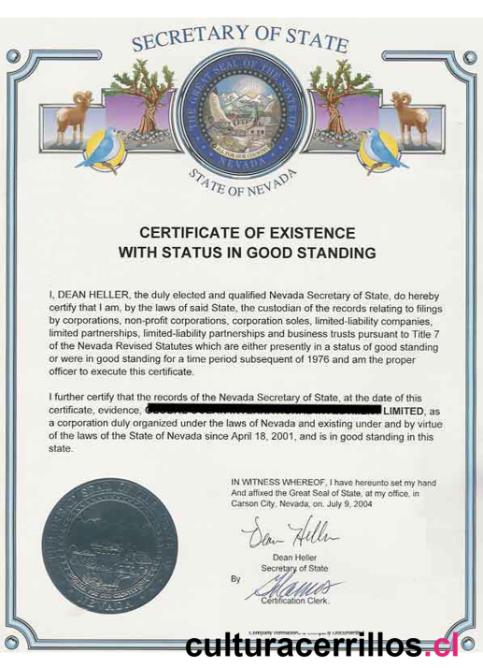 SECRETARY OF STATE
THE GREAT SEAL OF THE STATE OF NEVADA
ALL FOR OUR COUNTRY
STATE OF NEVADA
CERTIFICATE OF EXISTENCE
WITH STATUS IN GOOD STANDING
I, DEAN HELLER, the duly elected and qualified Nevada Secretary of State, do hereby
certify that I am, by the laws of said State, the custodian of the records relating to filings
by corporations, non-profit corporations, corporation soles, limited-liability companies,
limited partnerships, limited-liability partnerships and business trusts pursuant to Title 7
of the Nevada Revised Statutes which are either presently in a status of good standing
or were in good standing for a time period subsequent of 1976 and am the proper
officer to execute this certificate.
I further certify that the records of the Nevada Secretary of State, at the date of this
certificate, evidence, LIMITED, as
a corporation duly organized under the laws of Nevada and existing under and by virtue
of the laws of the State of Nevada since April 18, 2001, and is in good standing in this
state.
IN WITNESS WHEREOF, I have hereunto set my hand
And affixed the Great Seal of State, at my office, in
Carson City, Nevada, on, July 9, 2004
Dean Heller
Dean Heller
Secretary of State
By
Certification Clerk.
NEVADA
culturacerrillos.cl